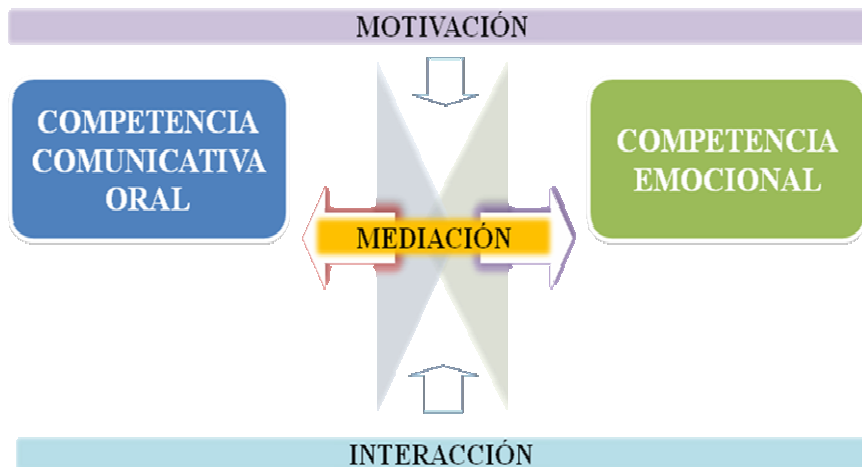 MOTIVACIÓN
COMPETENCIA
COMUNICATIVA
ORAL
COMPETENCIA
EMOCIONAL
MEDIACIÓN
INTERACCIÓN